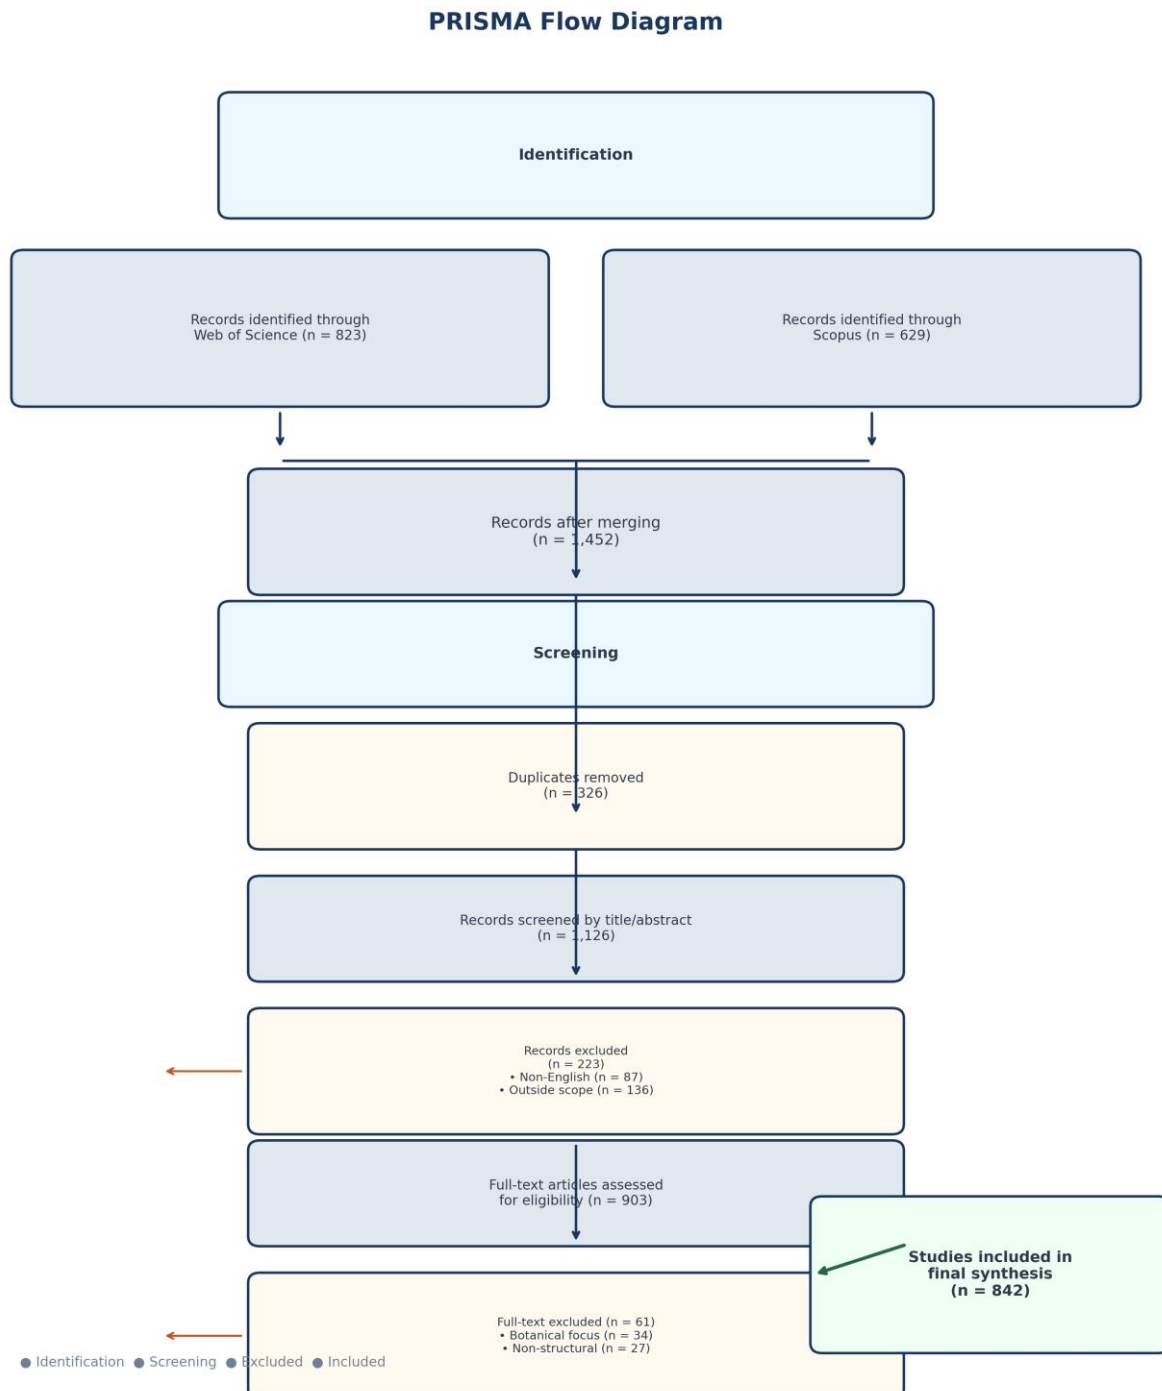 PRISMA Flow Diagram
Identification
Records identified through
Web of Science (n = 823)
Records identified through
Scopus (n = 629)
Records after merging
(n = 1,452)
Screening
Duplicates removed
(n = 326)
Records screened by title/abstract
(n = 1,126)
Records excluded
(n = 223)
• Non-English (n = 87)
• Outside scope (n = 136)
Full-text articles assessed
for eligibility (n = 903)
Studies included in
final synthesis
(n = 842)
Full-text excluded (n = 61)
• Botanical focus (n = 34)
• Non-structural (n = 27)
● Identification ● Screening ● Excluded ● Included